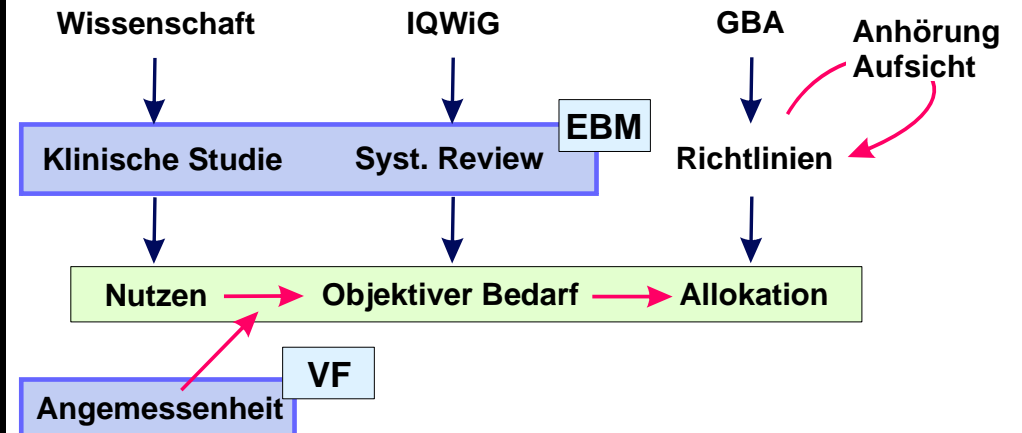 Wissenschaft IQWiG GBA Anhörung
Aufsicht
EBM
Klinische Studie Syst. Review Richtlinien
Nutzen Objektiver Bedarf Allokation
VF
Angemessenheit